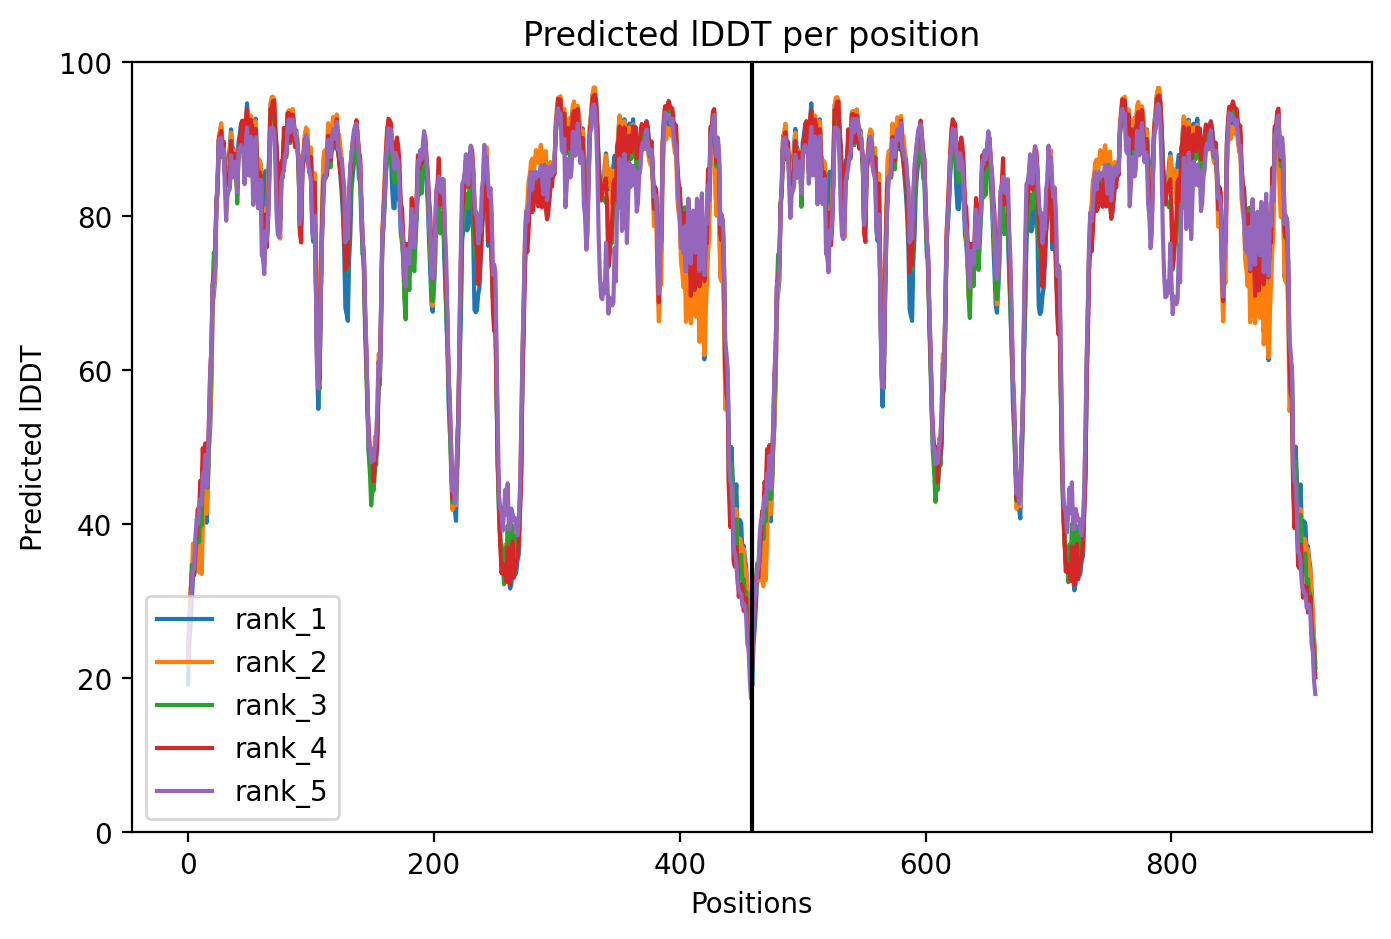 Predicted lDDT per position
100
80
60
40
20
0
Predicted lDDT
rank_1
rank_2
rank_3
rank_4
rank_5
0 200 400 600 800
Positions